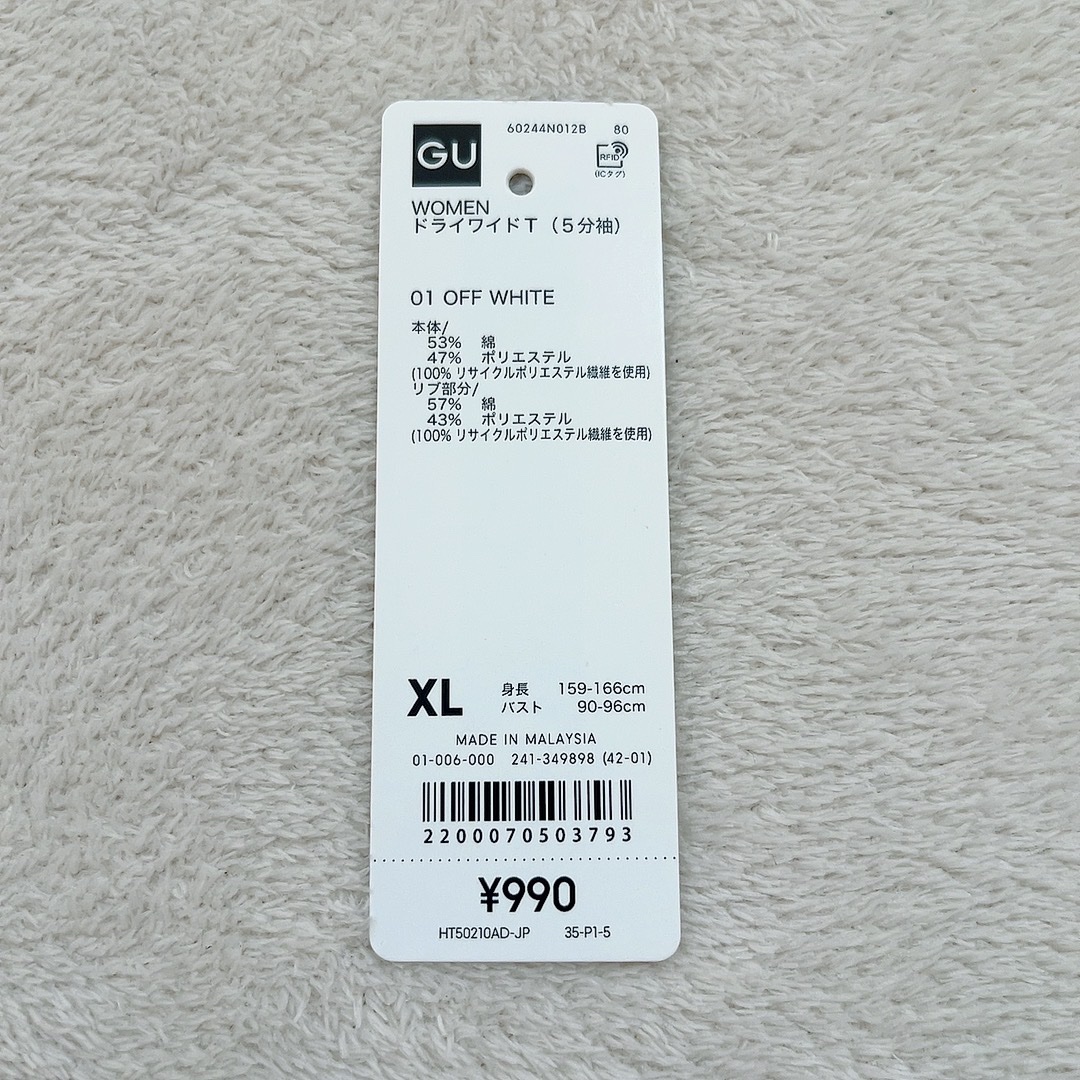 GU
60244N012B 80
RFID
(ICタグ)
WOMEN
ドライワイドT（5分袖）
01 OFF WHITE
本体/
53% 綿
47% ポリエステル
(100% リサイクルポリエステル繊維を使用)
リブ部分/
57% 綿
43% ポリエステル
(100% リサイクルポリエステル繊維を使用)
XL 身長 159-166cm
バスト 90-96cm
MADE IN MALAYSIA
01-006-000 241-349898 (42-01)
2200070503793
¥990
HT50210AD-JP 35-P1-5